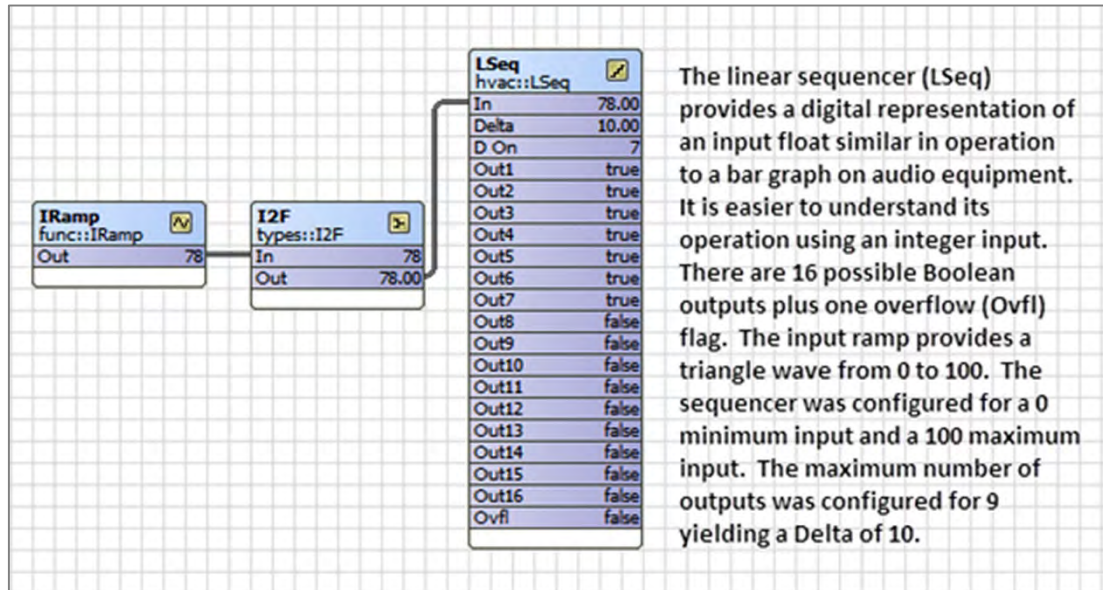 IRamp
func::IRamp
Out 78
I2F
types::I2F
In 78
Out 78.00
LSeq
hvac::LSeq
In 78.00
Delta 10.00
D On 7
Out1 true
Out2 true
Out3 true
Out4 true
Out5 true
Out6 true
Out7 true
Out8 false
Out9 false
Out10 false
Out11 false
Out12 false
Out13 false
Out14 false
Out15 false
Out16 false
Ovfl false
The linear sequencer (LSeq)
provides a digital representation of
an input float similar in operation
to a bar graph on audio equipment.
It is easier to understand its
operation using an integer input.
There are 16 possible Boolean
outputs plus one overflow (Ovfl)
flag. The input ramp provides a
triangle wave from 0 to 100. The
sequencer was configured for a 0
minimum input and a 100 maximum
input. The maximum number of
outputs was configured for 9
yielding a Delta of 10.